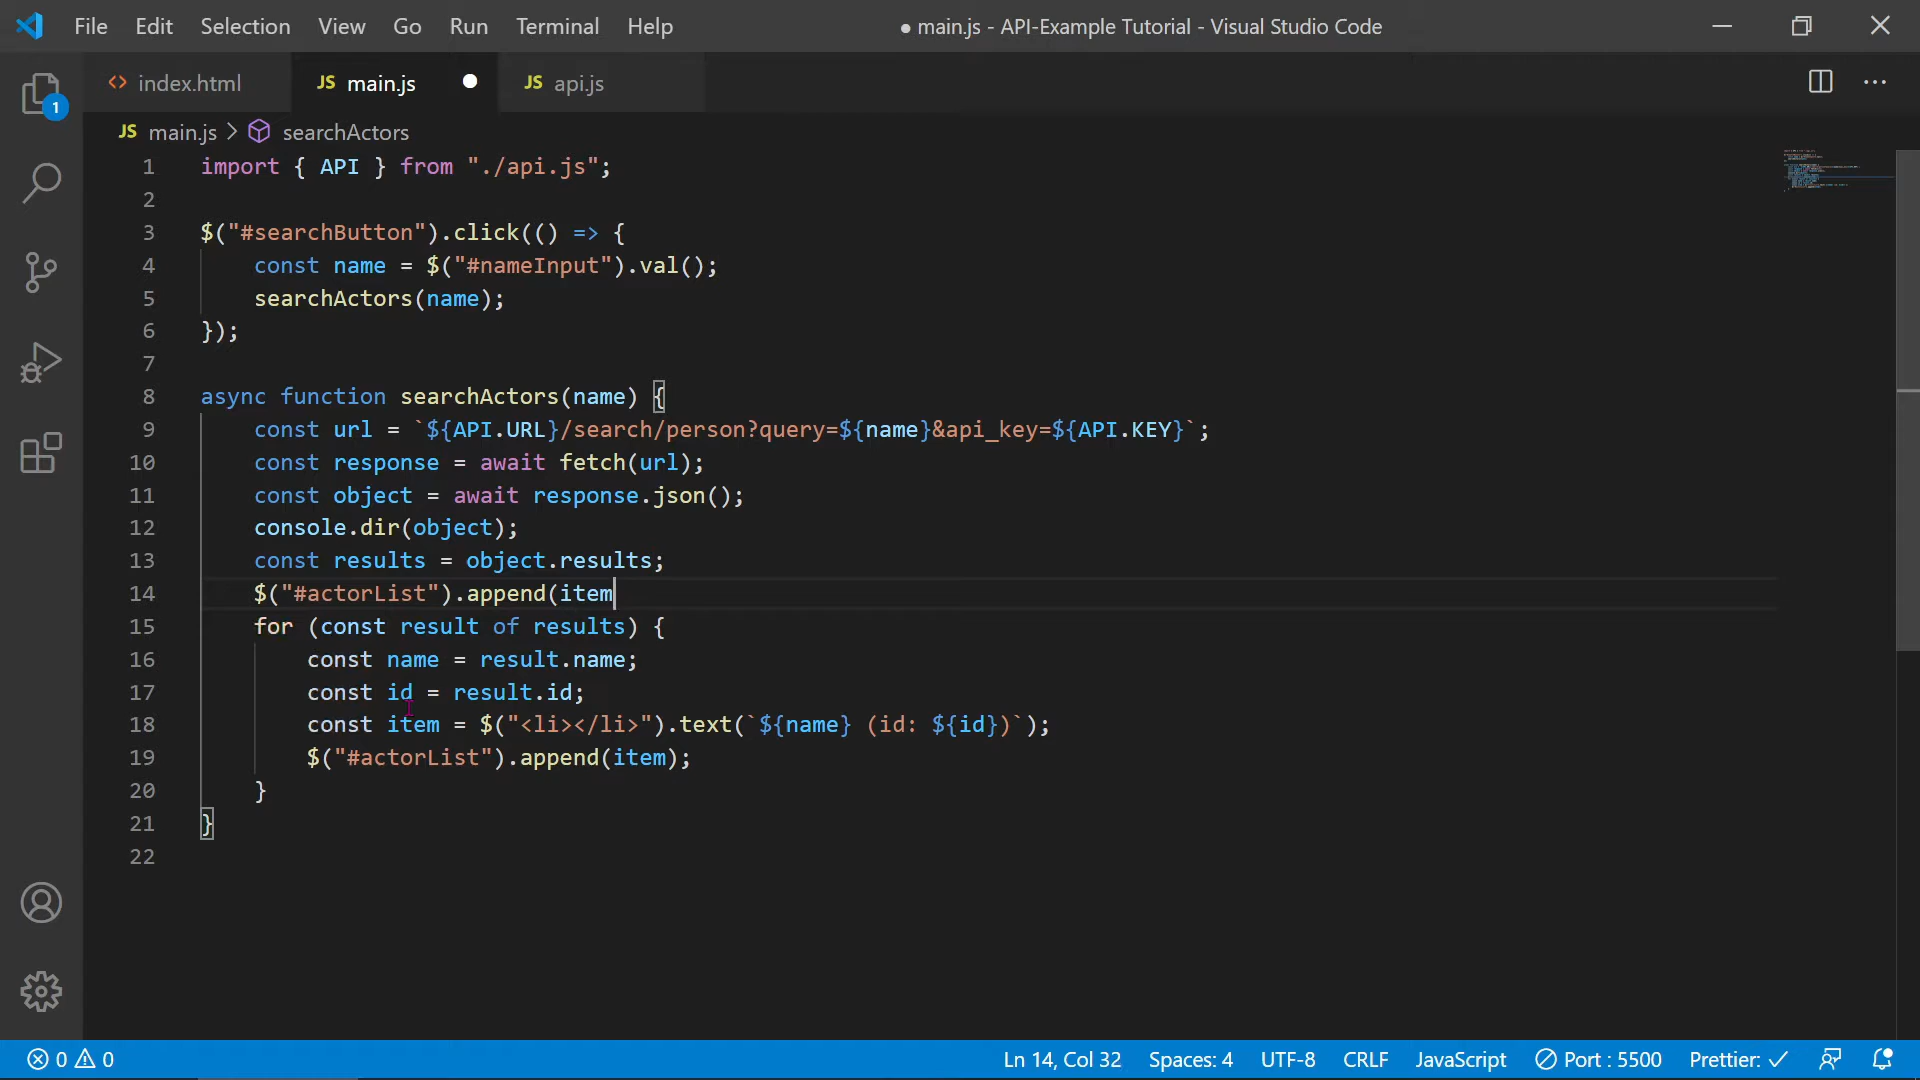 File Edit Selection View Go Run Terminal Help ● main.js - API-Example Tutorial - Visual Studio Code
<> index.html JS main.js JS api.js
JS main.js > searchActors
1 import { API } from "./api.js";
2
3 $("#searchButton").click(() => {
4 const name = $("#nameInput").val();
5 searchActors(name);
6 });
7
8 async function searchActors(name) {
9 const url = `${API.URL}/search/person?query=${name}&api_key=${API.KEY}`;
10 const response = await fetch(url);
11 const object = await response.json();
12 console.dir(object);
13 const results = object.results;
14 $("#actorList").append(item
15 for (const result of results) {
16 const name = result.name;
17 const id = result.id;
18 const item = $("<li></li>").text(`${name} (id: ${id})`);
19 $("#actorList").append(item);
20 }
21 }
22
1
0 0 Ln 14, Col 32 Spaces: 4 UTF-8 CRLF JavaScript Port : 5500 Prettier: ✓